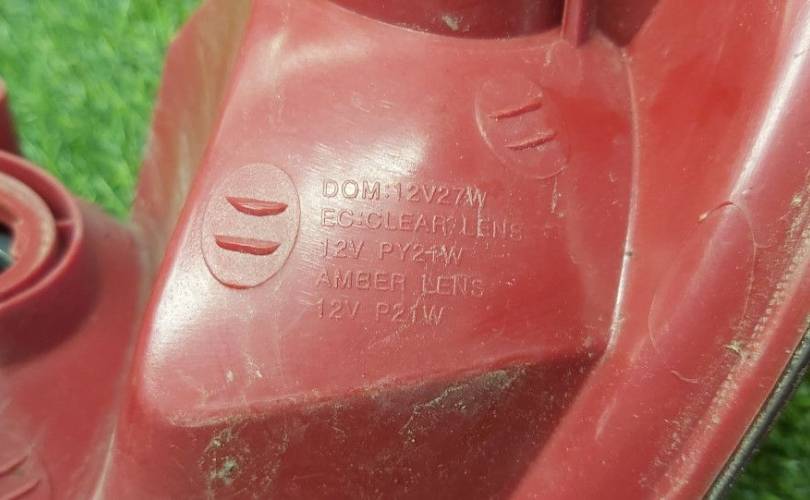 DOM:12V27W
EC:CLEAR LENS
12V PY21W
AMBER LENS
12V P21W